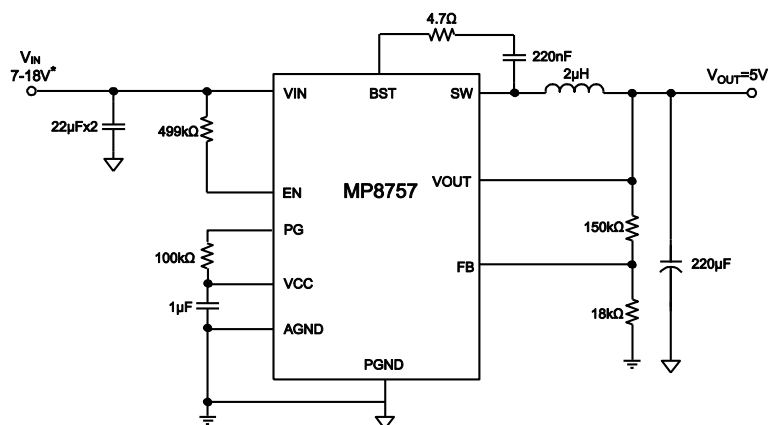 4.7Ω
V_IN
7-18V*
220nF
2µH
V_OUT=5V
VIN
BST
SW
22µFx2
499kΩ
EN
MP8757
VOUT
PG
150kΩ
100kΩ
FB
220µF
VCC
1µF
18kΩ
AGND
PGND